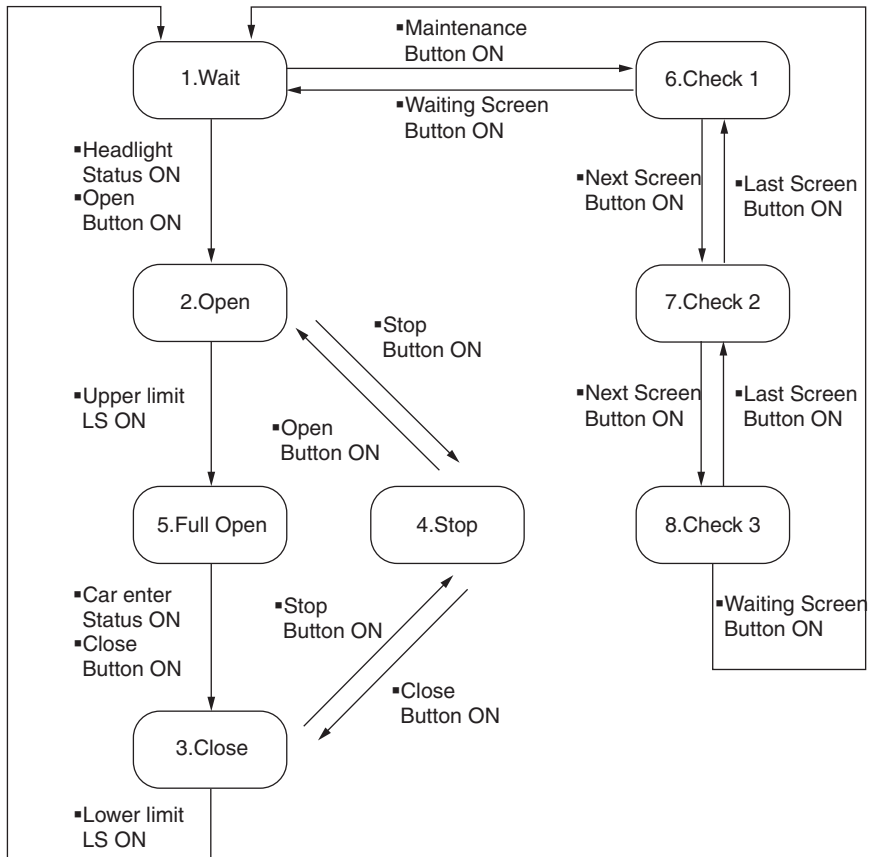 ▪Maintenance
Button ON
1.Wait
6.Check 1
▪Waiting Screen
Button ON
▪Headlight
Status ON
▪Open
Button ON
▪Next Screen
Button ON
▪Last Screen
Button ON
2.Open
7.Check 2
▪Stop
Button ON
▪Upper limit
LS ON
▪Open
Button ON
▪Next Screen
Button ON
▪Last Screen
Button ON
5.Full Open
4.Stop
8.Check 3
▪Car enter
Status ON
▪Close
Button ON
▪Stop
Button ON
▪Waiting Screen
Button ON
▪Close
Button ON
3.Close
▪Lower limit
LS ON